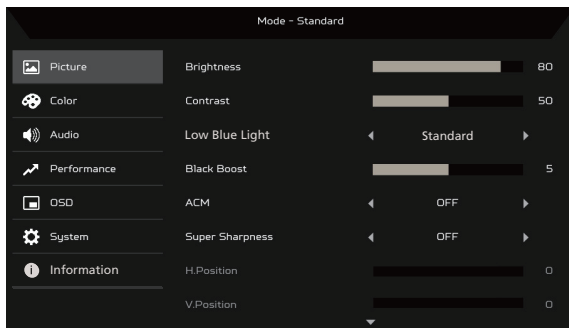 Mode - Standard
Picture
Brightness 80
Color
Contrast 50
Audio
Low Blue Light Standard
Performance
Black Boost 5
OSD
ACM OFF
System
Super Sharpness OFF
Information
H.Position 0
V.Position 0